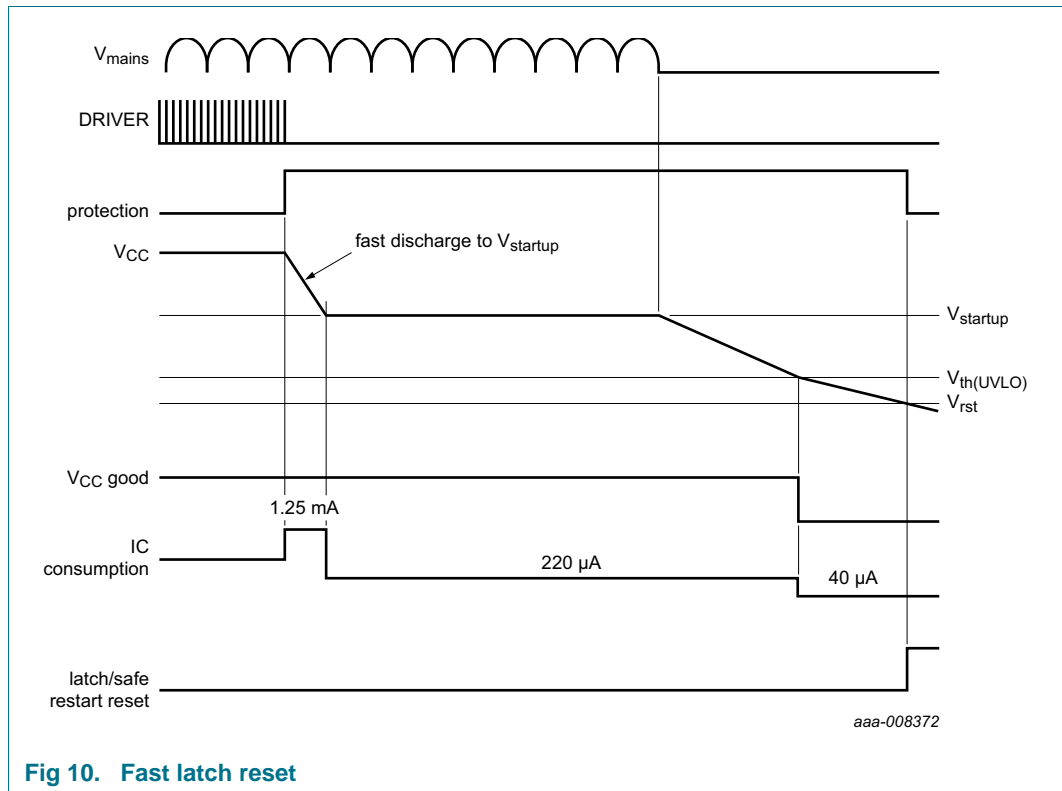 Vmains
DRIVER
protection
VCC
fast discharge to Vstartup
Vstartup
Vth(UVLO)
Vrst
VCC good
1.25 mA
IC
consumption
220 µA
40 µA
latch/safe
restart reset
aaa-008372
Fig 10. Fast latch reset